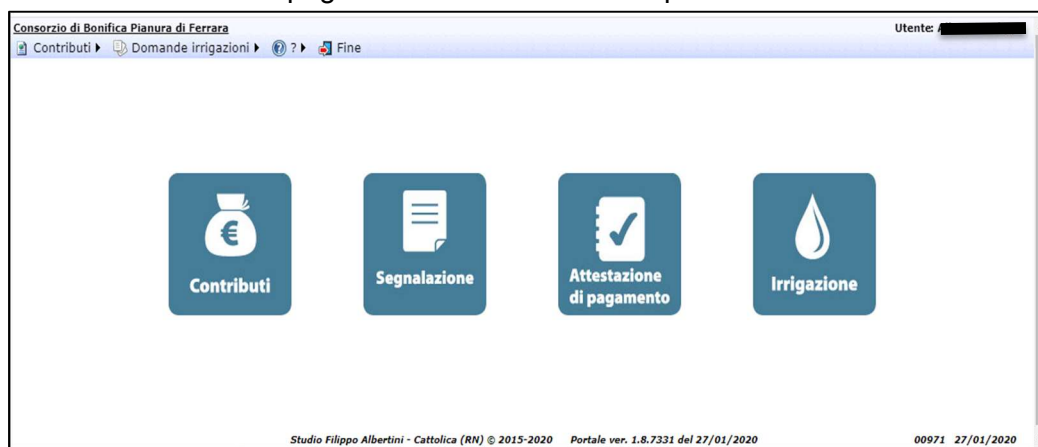 Consorzio di Bonifica Pianura di Ferrara Utente:
Contributi Domande irrigazioni ? Fine
€
Contributi
Segnalazione
Attestazione
di pagamento
Irrigazione
Studio Filippo Albertini - Cattolica (RN) © 2015-2020 Portale ver. 1.8.7331 del 27/01/2020 00971 27/01/2020